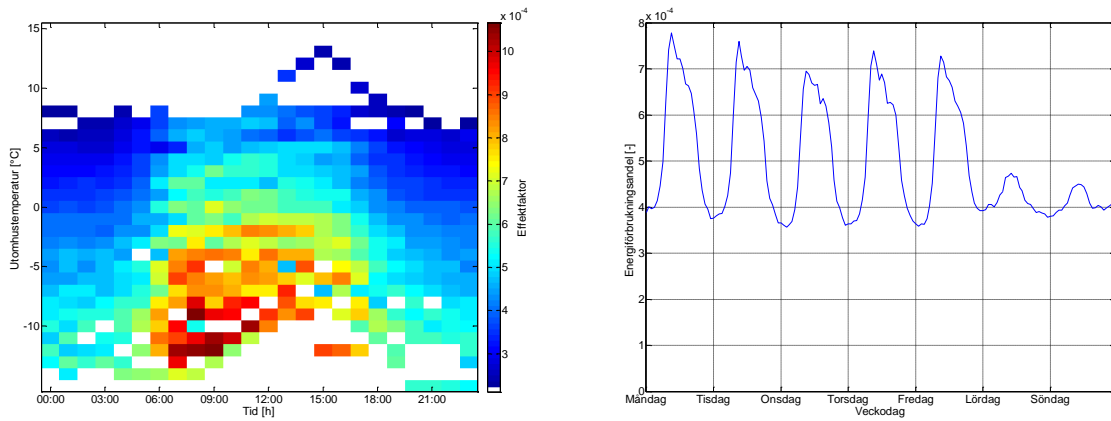 x 10⁻⁴
15
10
5
0
-5
-10
Utomhustemperatur [°C]
00:00 03:00 06:00 09:00 12:00 15:00 18:00 21:00
Tid [h]
10
9
8
7
6
5
4
3
Effektfaktor
x 10⁻⁴
8
7
6
5
4
3
2
1
0
Energiförbrukningsandel [-]
Måndag Tisdag Onsdag Torsdag Fredag Lördag Söndag
Veckodag